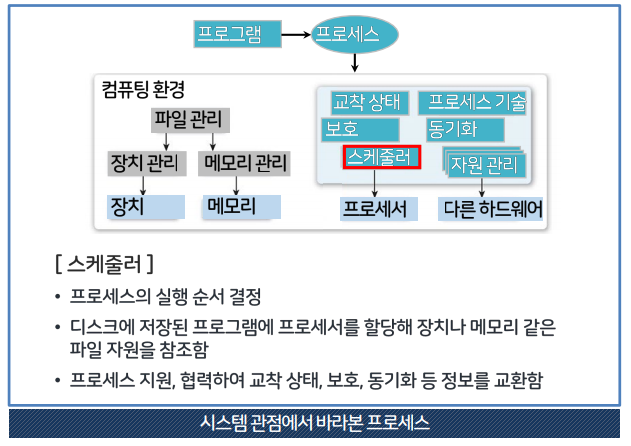 프로그램 프로세스
컴퓨팅 환경
파일 관리
장치 관리 메모리 관리
장치 메모리
교착 상태 프로세스 기술
보호 동기화
스케줄러 자원 관리
프로세서 다른 하드웨어
[ 스케줄러 ]
• 프로세스의 실행 순서 결정
• 디스크에 저장된 프로그램에 프로세서를 할당해 장치나 메모리 같은
파일 자원을 참조함
• 프로세스 지원, 협력하여 교착 상태, 보호, 동기화 등 정보를 교환함
시스템 관점에서 바라본 프로세스